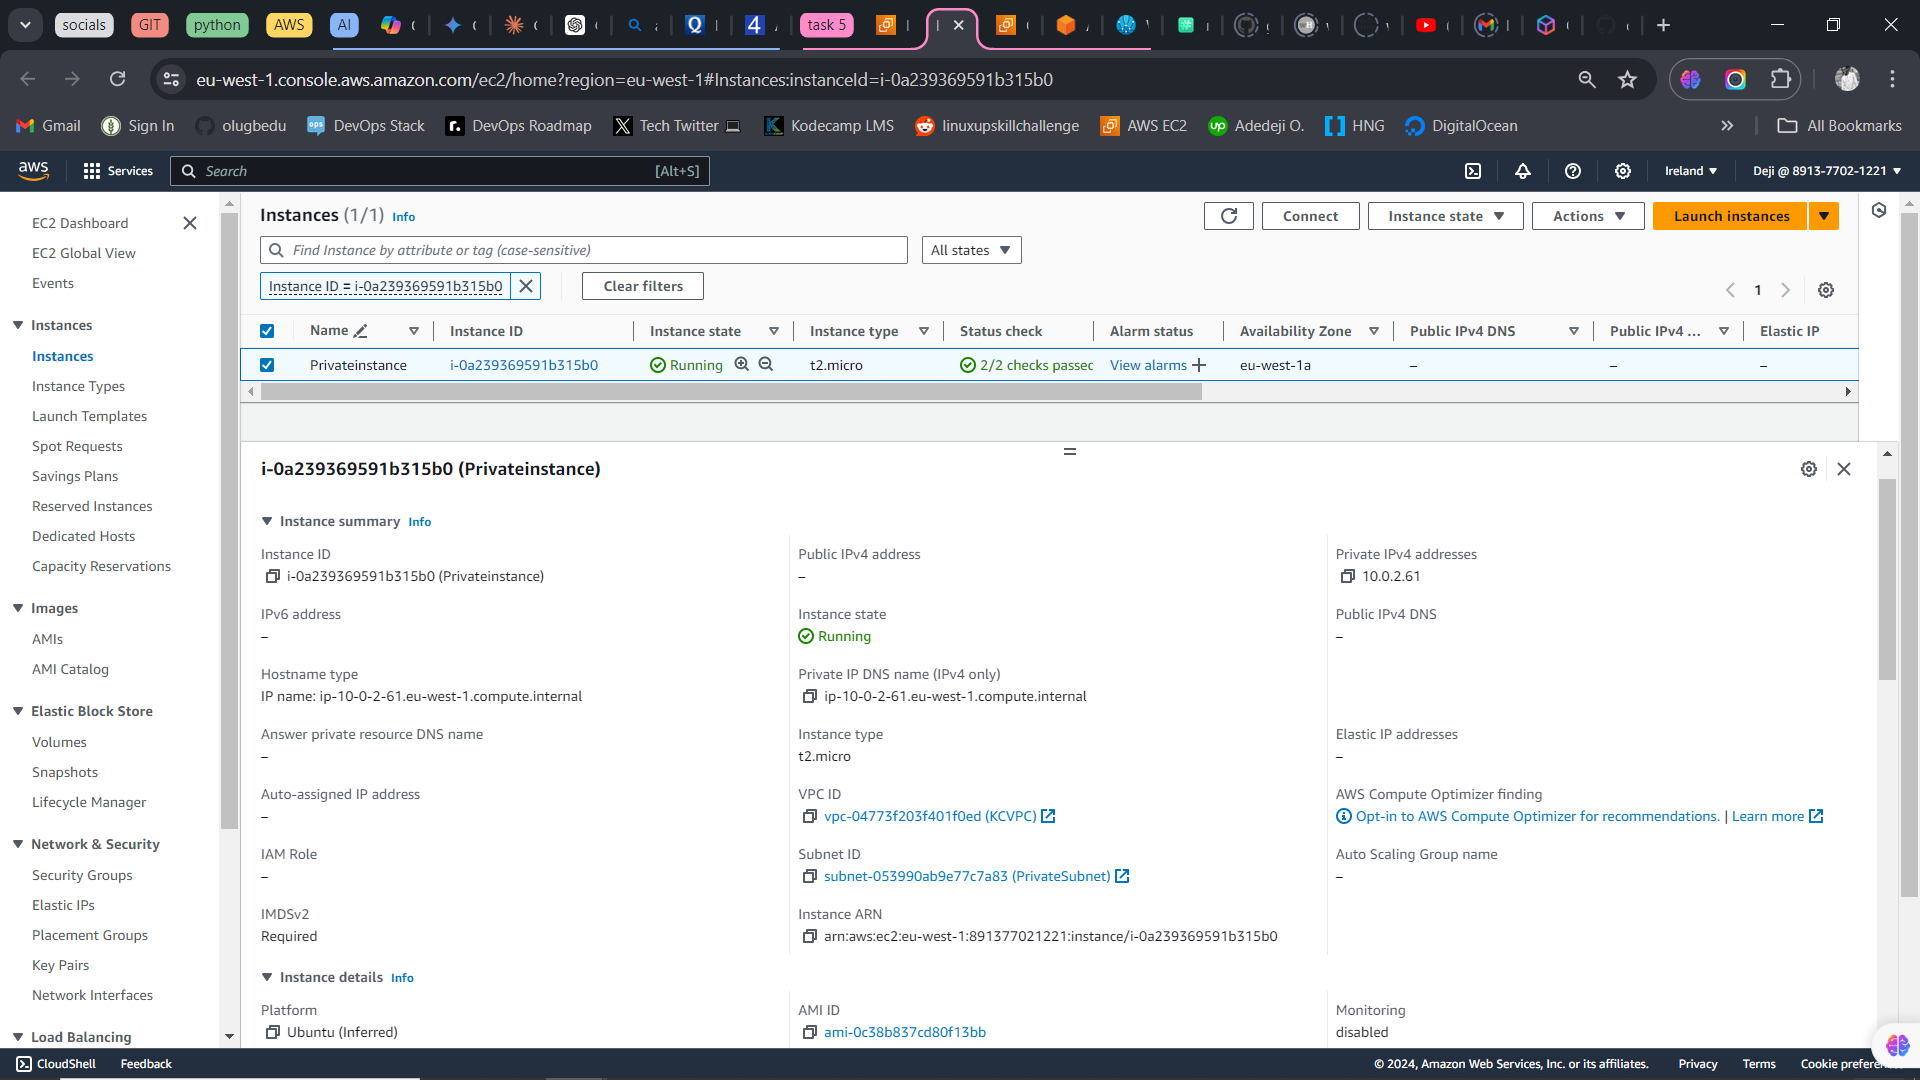 socials GIT python AWS AI task 5
eu-west-1.console.aws.amazon.com/ec2/home?region=eu-west-1#Instances:instanceId=i-0a239369591b315b0
Gmail Sign In olugbedu DevOps Stack DevOps Roadmap Tech Twitter Kodecamp LMS linuxupskillchallenge AWS EC2 Adedeji O. HNG DigitalOcean All Bookmarks
aws Services Search [Alt+S] Ireland Deji @ 8913-7702-1221
EC2 Dashboard
EC2 Global View
Events
Instances
Instances
Instance Types
Launch Templates
Spot Requests
Savings Plans
Reserved Instances
Dedicated Hosts
Capacity Reservations
Images
AMIs
AMI Catalog
Elastic Block Store
Volumes
Snapshots
Lifecycle Manager
Network & Security
Security Groups
Elastic IPs
Placement Groups
Key Pairs
Network Interfaces
Load Balancing
Instances (1/1) Info Connect Instance state Actions Launch instances
Find Instance by attribute or tag (case-sensitive) All states
Instance ID = i-0a239369591b315b0 Clear filters 1
Name Instance ID Instance state Instance type Status check Alarm status Availability Zone Public IPv4 DNS Public IPv4 ... Elastic IP
Privateinstance i-0a239369591b315b0 Running t2.micro 2/2 checks passec View alarms + eu-west-1a – – –
i-0a239369591b315b0 (Privateinstance)
Instance summary Info
Instance ID
i-0a239369591b315b0 (Privateinstance)
Public IPv4 address
–
Private IPv4 addresses
10.0.2.61
IPv6 address
–
Instance state
Running
Public IPv4 DNS
–
Hostname type
IP name: ip-10-0-2-61.eu-west-1.compute.internal
Private IP DNS name (IPv4 only)
ip-10-0-2-61.eu-west-1.compute.internal
Answer private resource DNS name
–
Instance type
t2.micro
Elastic IP addresses
–
Auto-assigned IP address
–
VPC ID
vpc-04773f203f401f0ed (KCVPC)
AWS Compute Optimizer finding
Opt-in to AWS Compute Optimizer for recommendations. | Learn more
IAM Role
–
Subnet ID
subnet-053990ab9e77c7a83 (PrivateSubnet)
Auto Scaling Group name
–
IMDSv2
Required
Instance ARN
arn:aws:ec2:eu-west-1:891377021221:instance/i-0a239369591b315b0
Instance details Info
Platform
Ubuntu (Inferred)
AMI ID
ami-0c38b837cd80f13bb
Monitoring
disabled
CloudShell Feedback © 2024, Amazon Web Services, Inc. or its affiliates. Privacy Terms Cookie